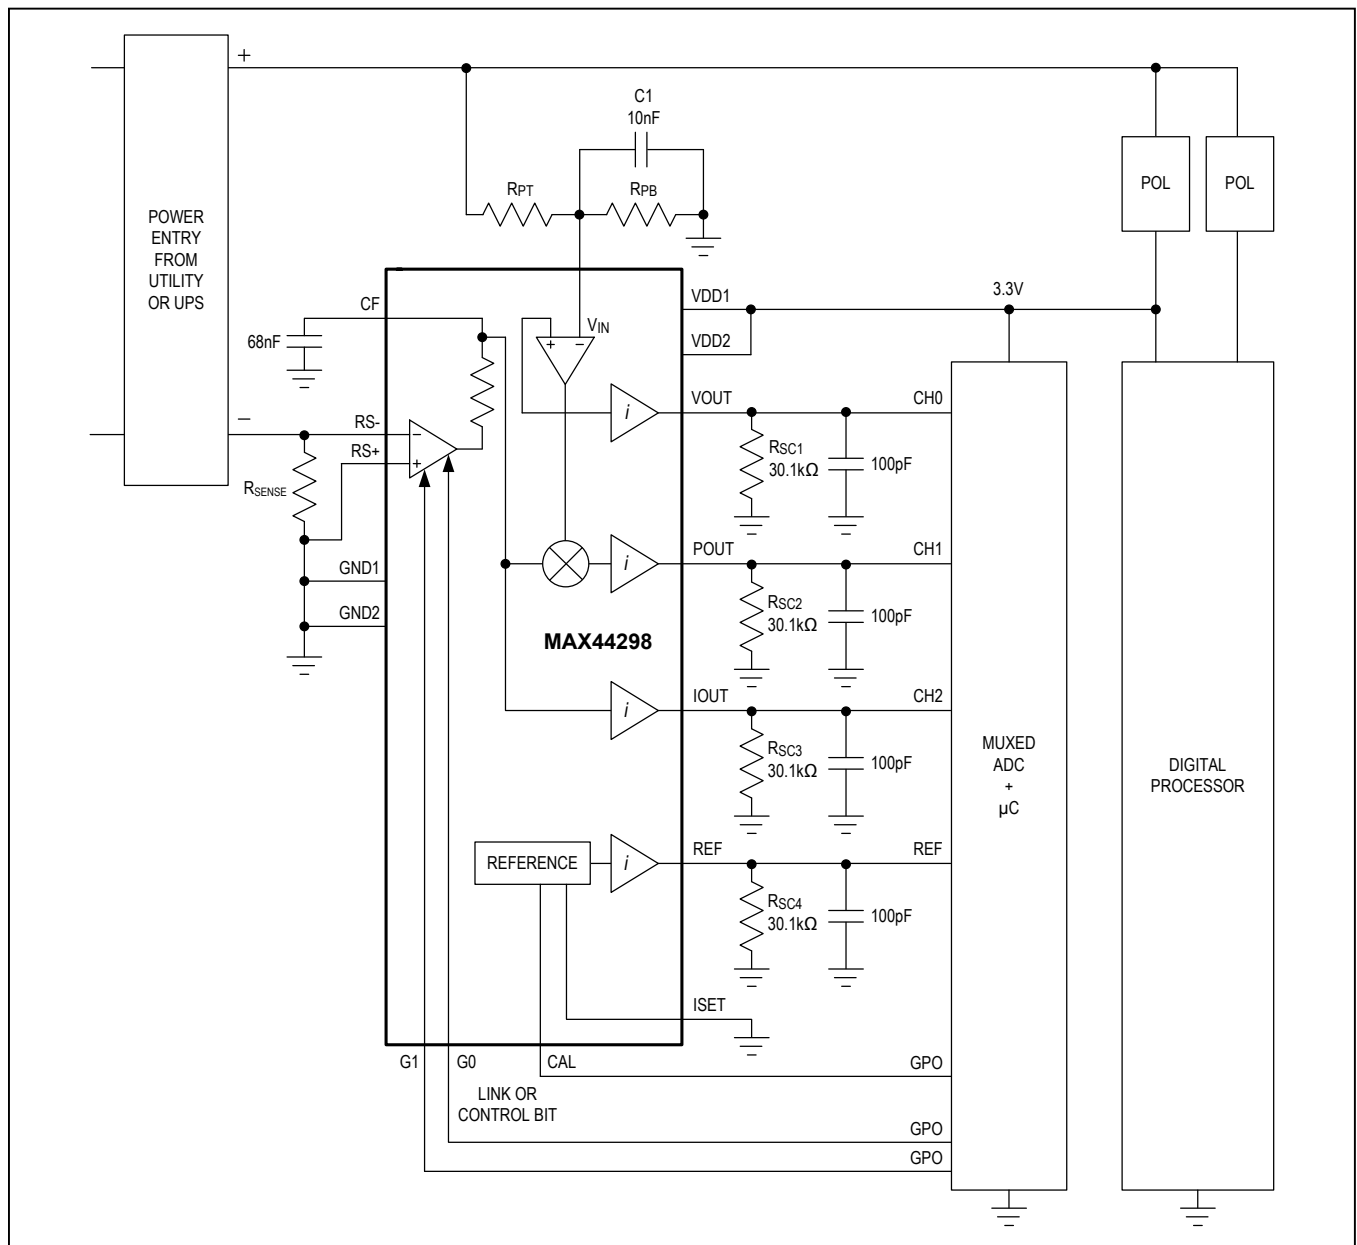 +
C1
10nF
RPT
RPB
POL
POL
POWER
ENTRY
FROM
UTILITY
OR UPS
CF
VDD1
3.3V
68nF
VIN
+ −
VDD2
−
VOUT
CH0
i
RS-
−
RS+
+
RSENSE
RSC1
30.1kΩ
100pF
POUT
CH1
i
GND1
GND2
RSC2
30.1kΩ
100pF
MAX44298
IOUT
CH2
i
RSC3
30.1kΩ
100pF
MUXED
ADC
+
µC
DIGITAL
PROCESSOR
REFERENCE
i
REF
REF
RSC4
30.1kΩ
100pF
ISET
G1
G0
CAL
GPO
LINK OR
CONTROL BIT
GPO
GPO